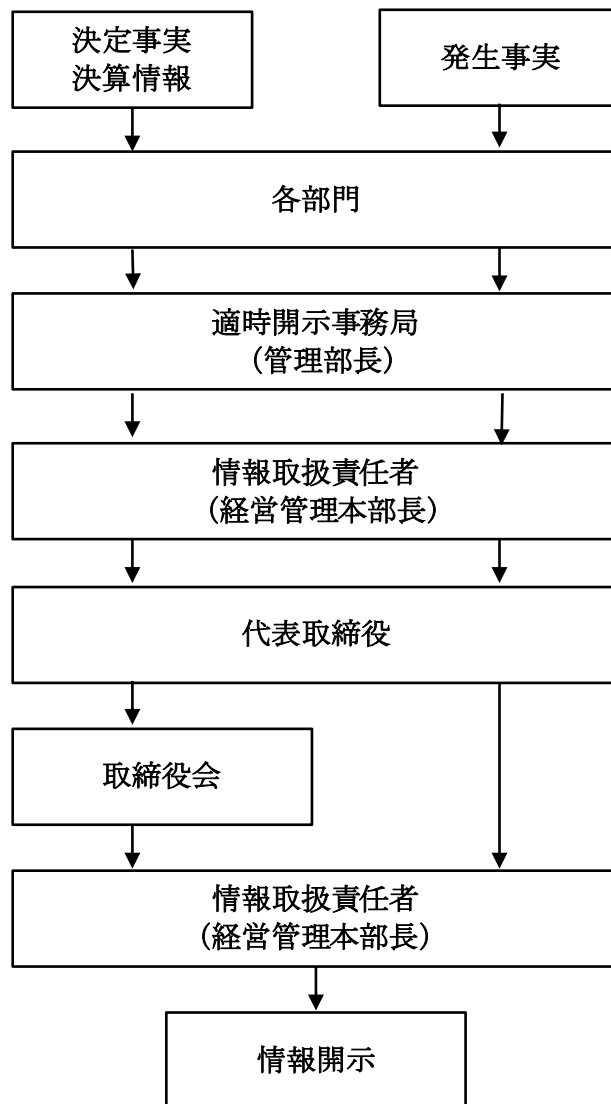 決定事実
決算情報
発生事実
各部門
適時開示事務局
（管理部長）
情報取扱責任者
（経営管理本部長）
代表取締役
取締役会
情報取扱責任者
（経営管理本部長）
情報開示